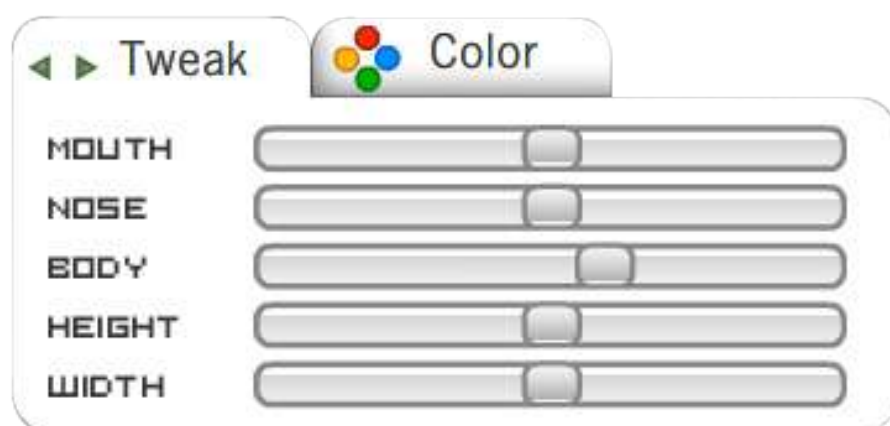 Tweak
Color
MOUTH
NOSE
BODY
HEIGHT
WIDTH